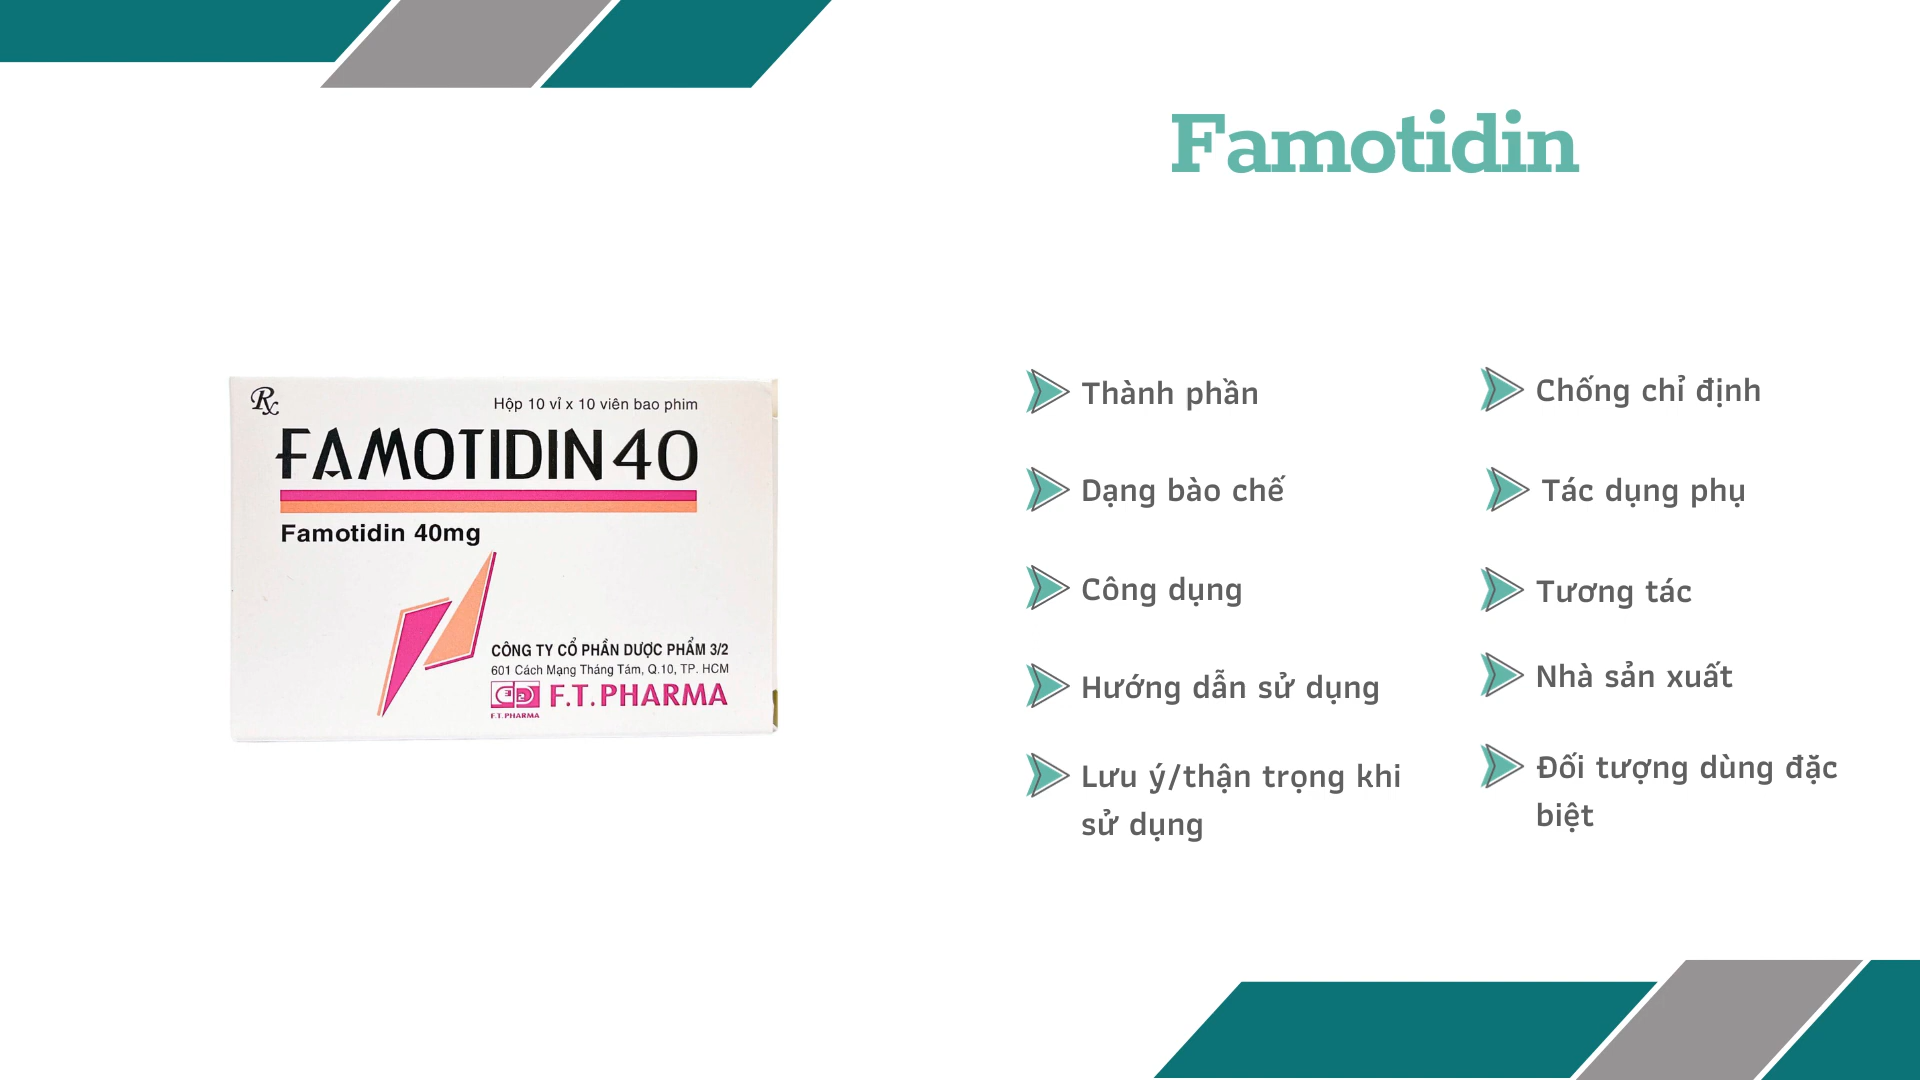 Famotidin
Rx
Hộp 10 vỉ x 10 viên bao phim
FAMOTIDIN 40
Famotidin 40mg
CÔNG TY CỔ PHẦN DƯỢC PHẨM 3/2
601 Cách Mạng Tháng Tám, Q.10, TP. HCM
F.T.PHARMA
F.T.PHARMA
Thành phần
Dạng bào chế
Công dụng
Hướng dẫn sử dụng
Lưu ý/thận trọng khi
sử dụng
Chống chỉ định
Tác dụng phụ
Tương tác
Nhà sản xuất
Đối tượng dùng đặc
biệt